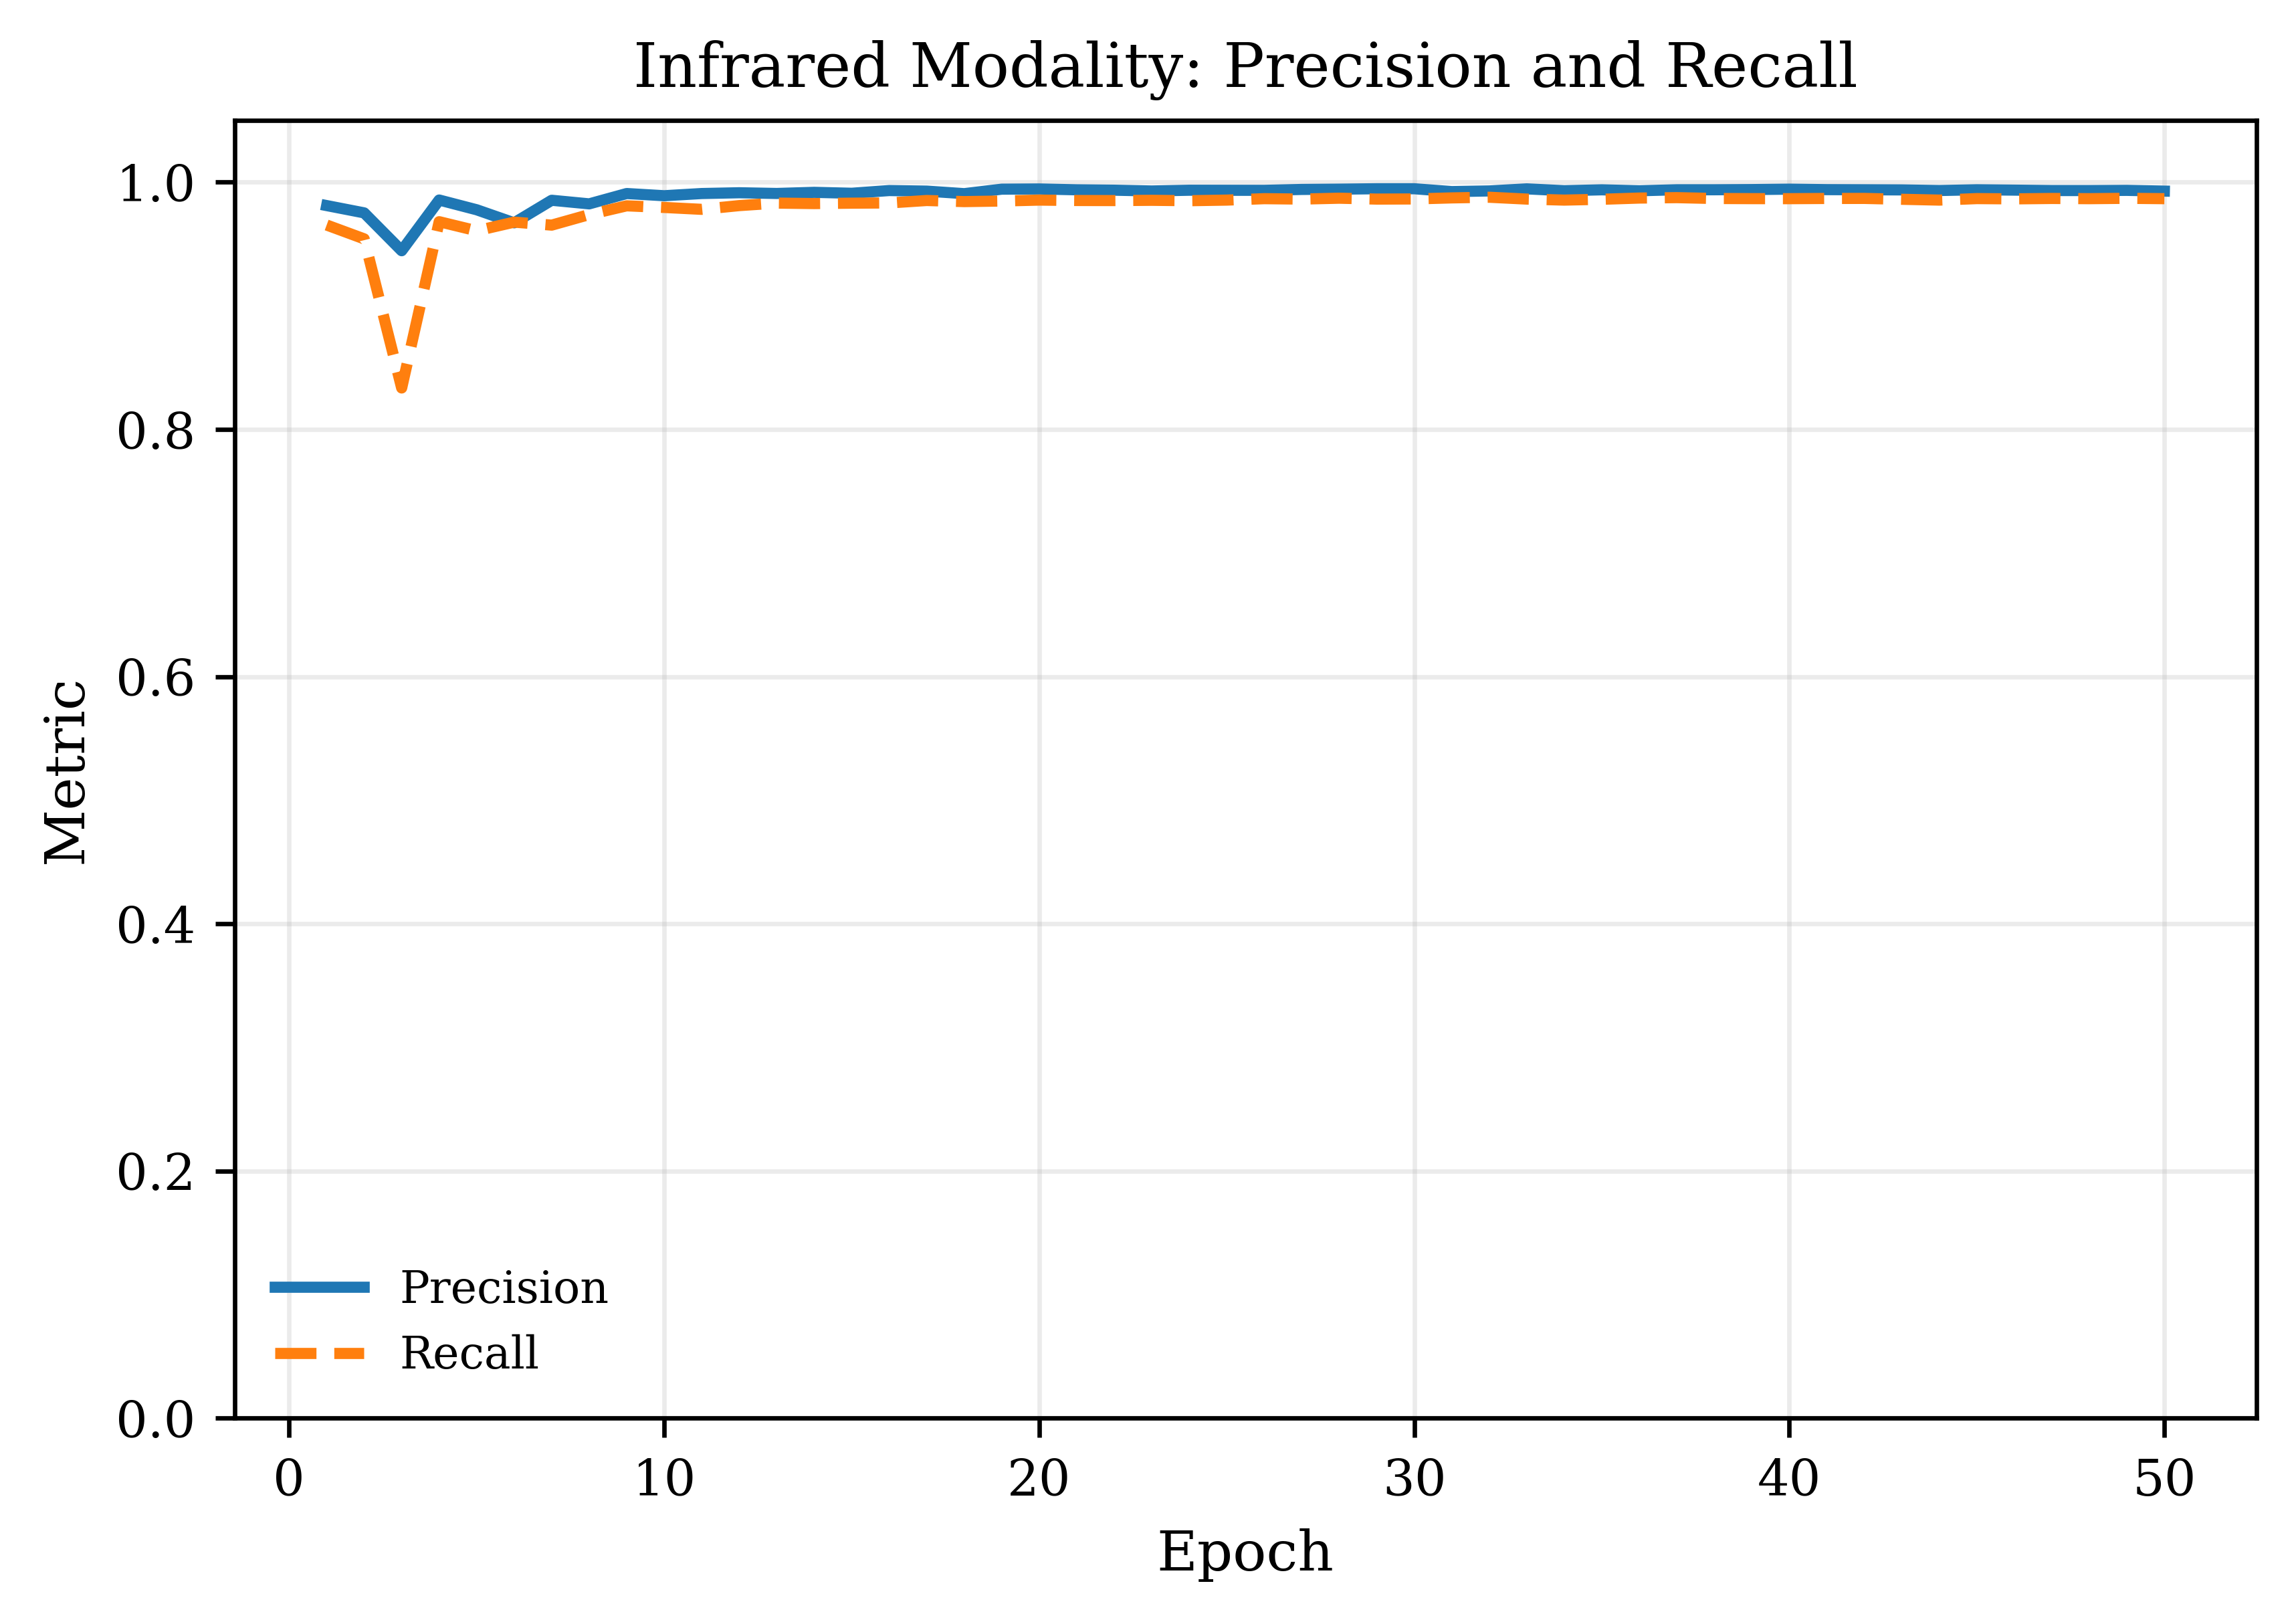 Infrared Modality: Precision and Recall
1.0
0.8
0.6
0.4
0.2
0.0
Metric
Precision
Recall
0 10 20 30 40 50
Epoch